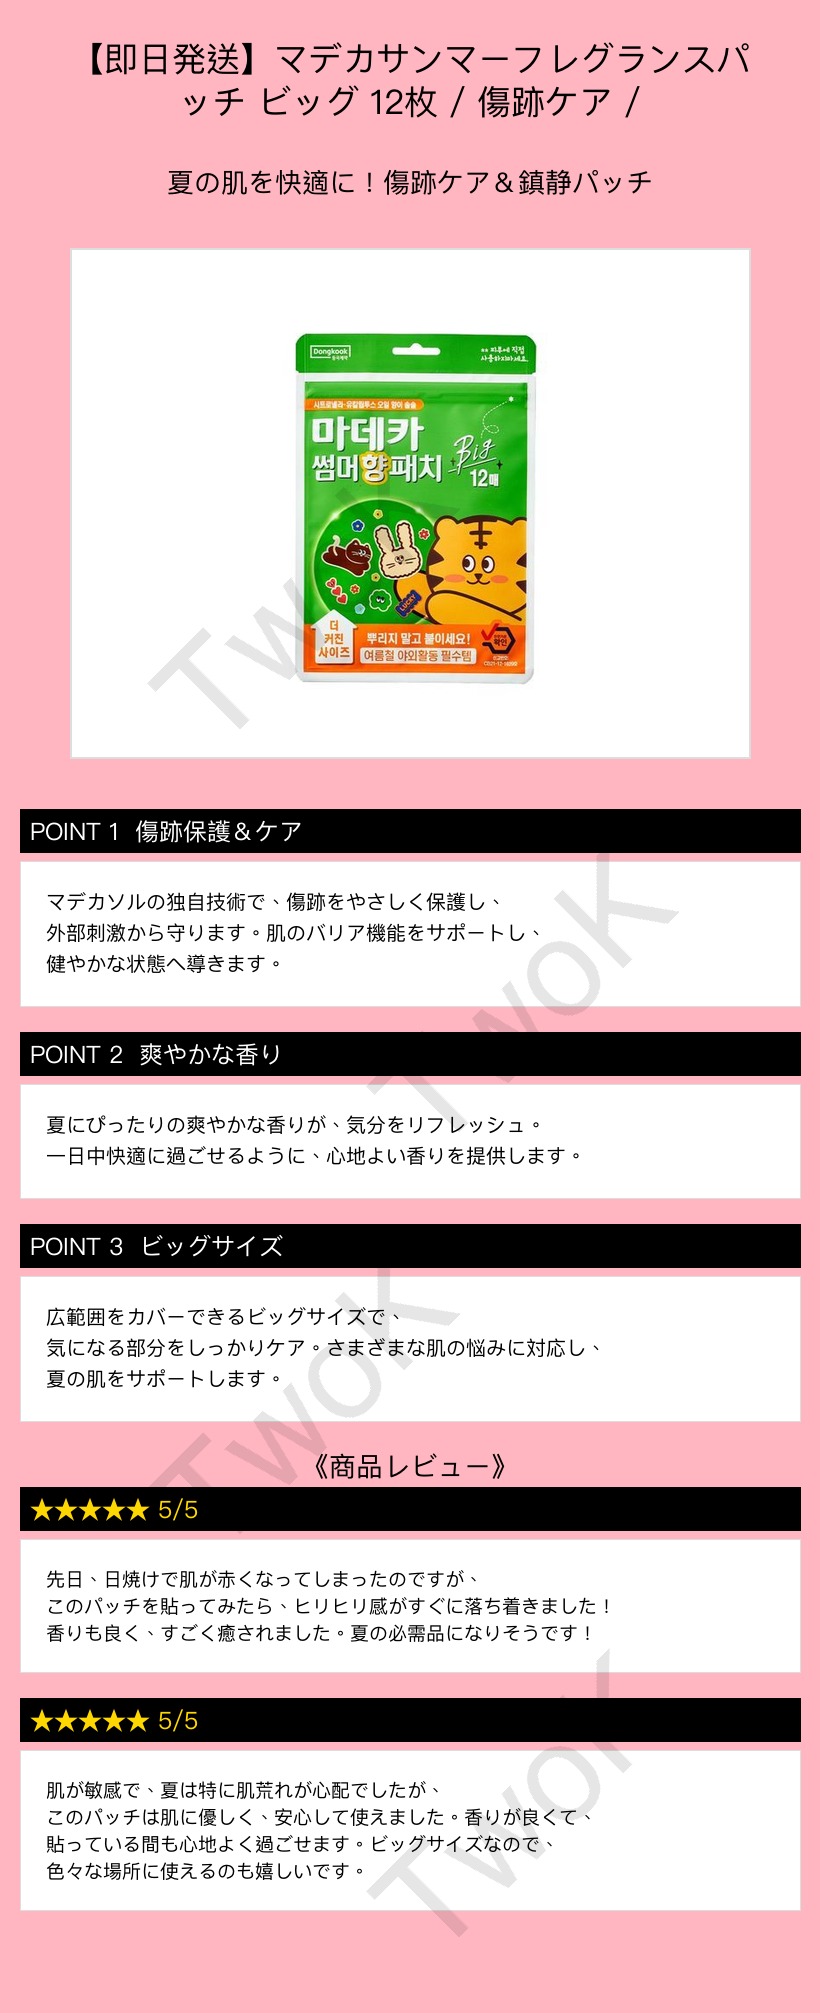 【即日発送】マデカサンマーフレグランスパ
ッチ ビッグ 12枚 / 傷跡ケア /
夏の肌を快適に！傷跡ケア＆鎮静パッチ
Dongkook
동국제약
** 피부에 직접
사용하지마세요.
시트로넬라·유칼립투스 오일 향이 솔솔
마데카
썸머향패치
Big
12매
LUCKY
더
커진
사이즈
뿌리지 말고 붙이세요!
여름철 야외활동 필수템
확인
TwoK
POINT 1 傷跡保護＆ケア
マデカソルの独自技術で、傷跡をやさしく保護し、
外部刺激から守ります。肌のバリア機能をサポートし、
健やかな状態へ導きます。
TwoK
POINT 2 爽やかな香り
夏にぴったりの爽やかな香りが、気分をリフレッシュ。
一日中快適に過ごせるように、心地よい香りを提供します。
POINT 3 ビッグサイズ
広範囲をカバーできるビッグサイズで、
気になる部分をしっかりケア。さまざまな肌の悩みに対応し、
夏の肌をサポートします。
TwoK
《商品レビュー》
★★★★★ 5/5
先日、日焼けで肌が赤くなってしまったのですが、
このパッチを貼ってみたら、ヒリヒリ感がすぐに落ち着きました！
香りも良く、すごく癒されました。夏の必需品になりそうです！
★★★★★ 5/5
肌が敏感で、夏は特に肌荒れが心配でしたが、
このパッチは肌に優しく、安心して使えました。香りが良くて、
貼っている間も心地よく過ごせます。ビッグサイズなので、
色々な場所に使えるのも嬉しいです。
TwoK